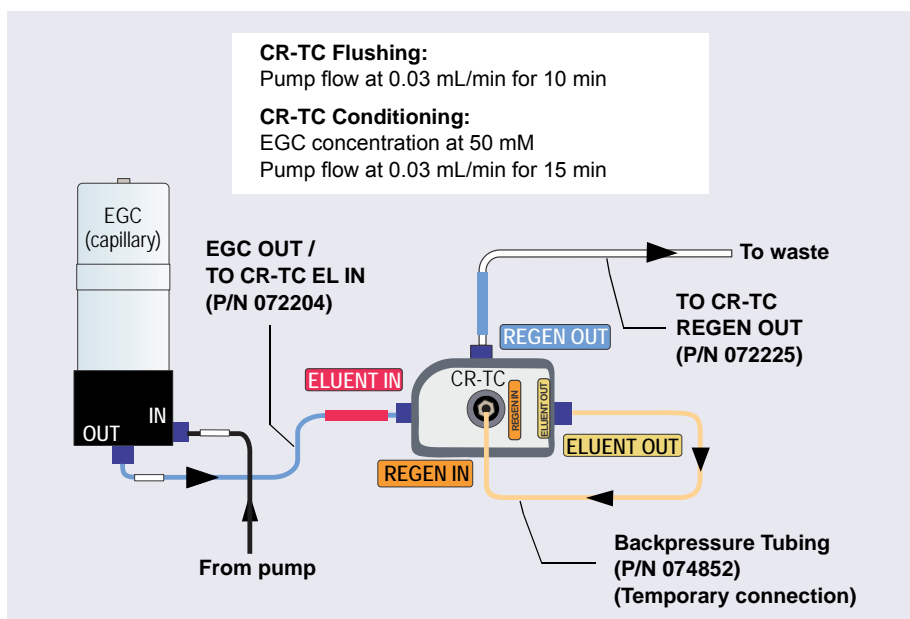 CR-TC Flushing:
Pump flow at 0.03 mL/min for 10 min
CR-TC Conditioning:
EGC concentration at 50 mM
Pump flow at 0.03 mL/min for 15 min
EGC
(capillary)
EGC OUT /
TO CR-TC EL IN
(P/N 072204)
To waste
TO CR-TC
REGEN OUT
(P/N 072225)
REGEN OUT
ELUENT IN
CR-TC
REGEN IN
ELUENT OUT
IN
OUT
ELUENT OUT
REGEN IN
From pump
Backpressure Tubing
(P/N 074852)
(Temporary connection)